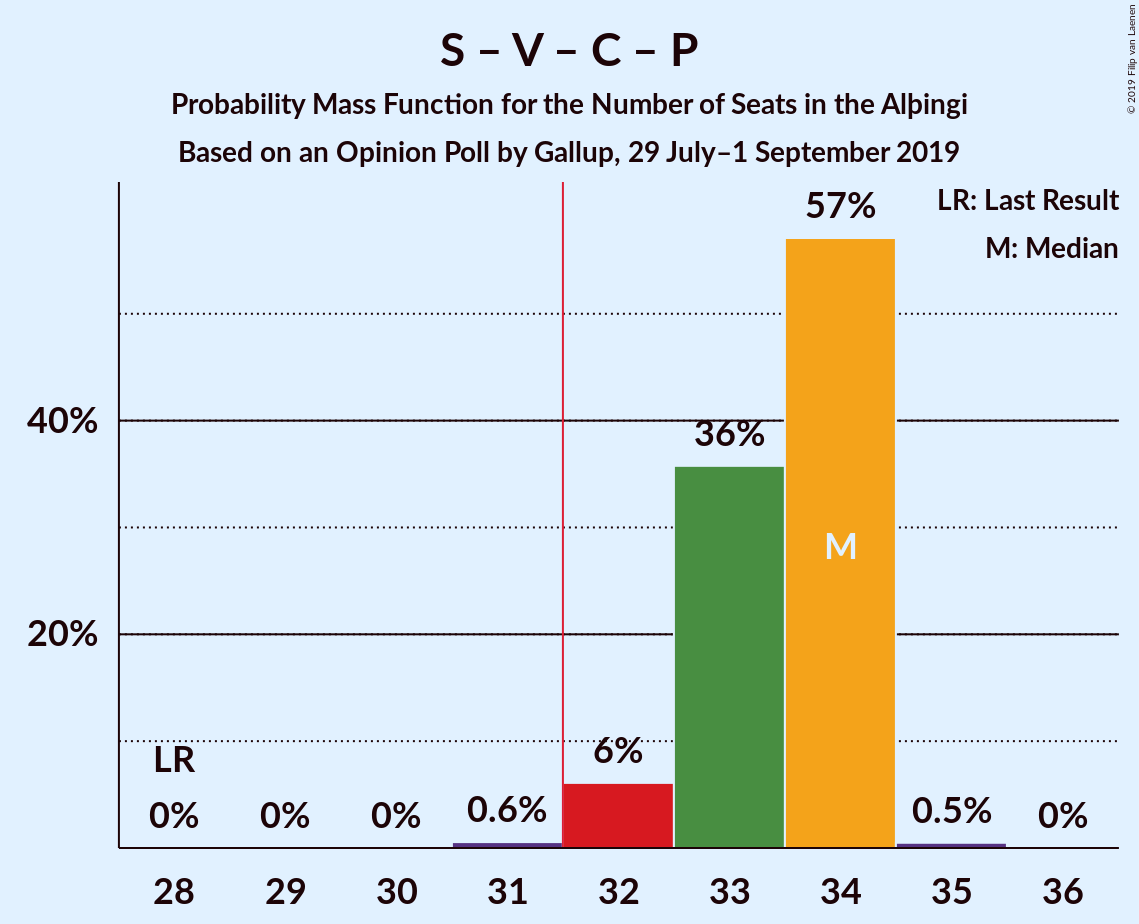 S – V – C – P
Probability Mass Function for the Number of Seats in the Alþingi
Based on an Opinion Poll by Gallup, 29 July–1 September 2019
© 2019 Filip van Laenen
LR: Last Result
M: Median
57%
40%
36%
M
20%
LR
6%
0%
0%
0%
0.6%
0.5%
0%
28
29
30
31
32
33
34
35
36